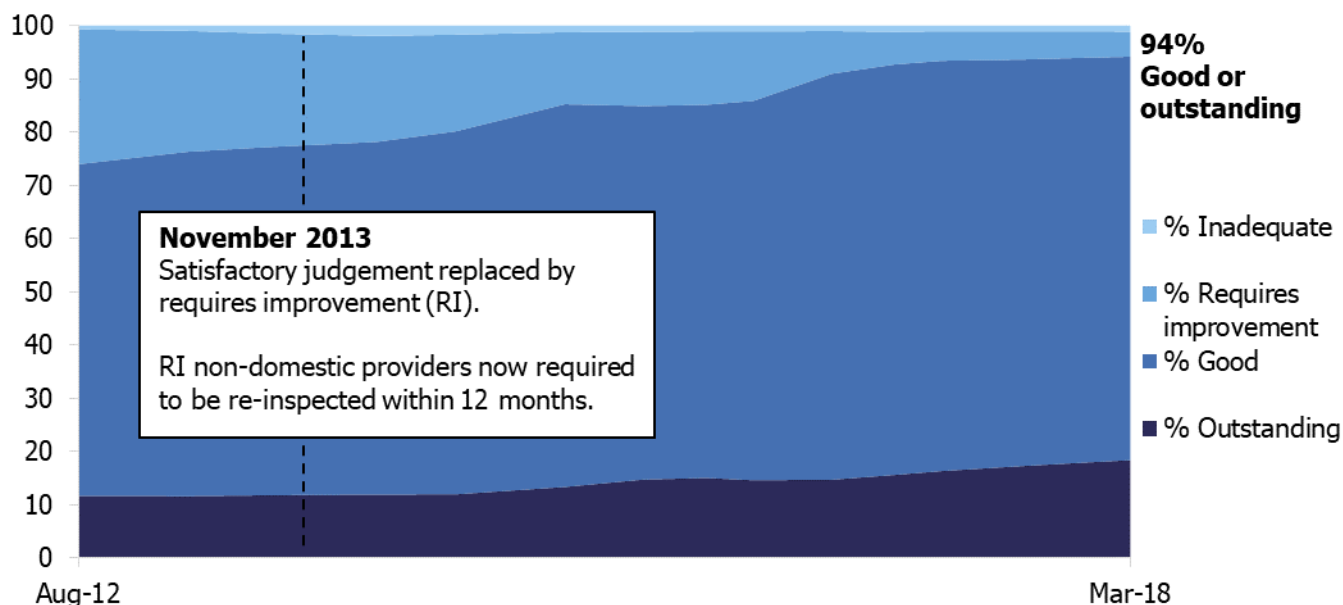 100
90
80
70
60
50
40
30
20
10
0
Aug-12
Mar-18
November 2013
Satisfactory judgement replaced by
requires improvement (RI).
RI non-domestic providers now required
to be re-inspected within 12 months.
94%
Good or
outstanding
% Inadequate
% Requires
improvement
% Good
% Outstanding